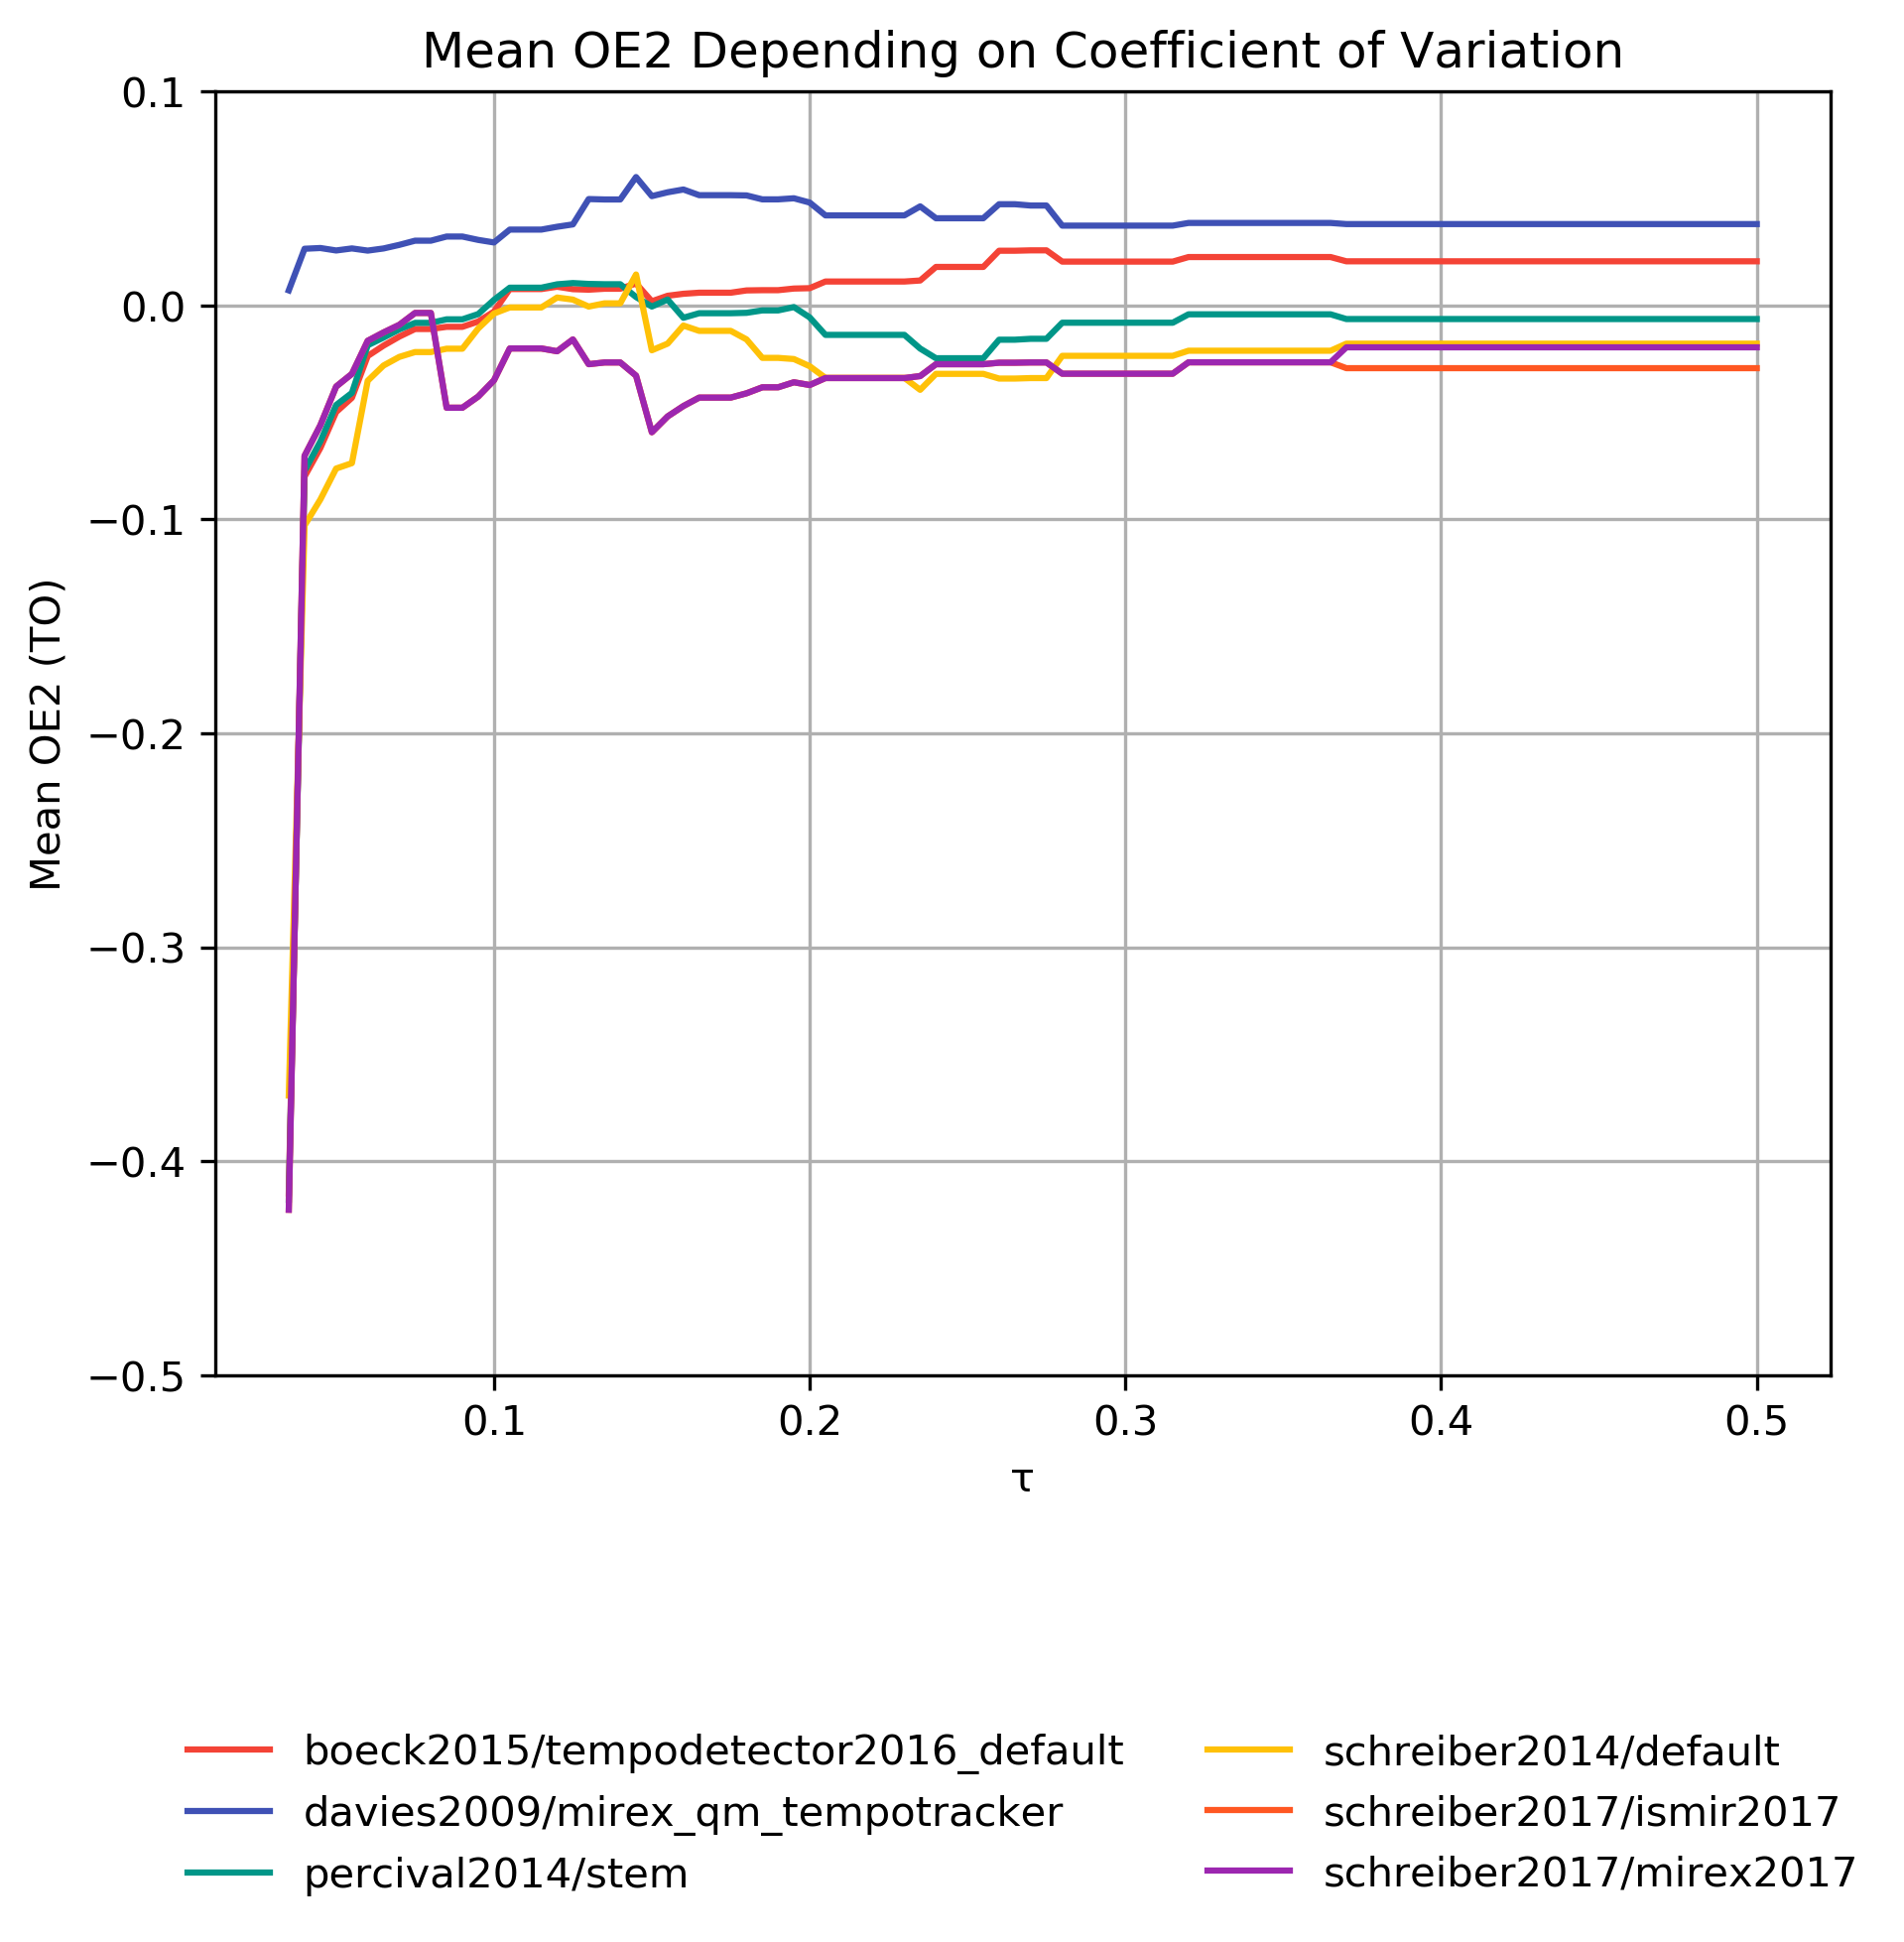 Mean OE2 Depending on Coefficient of Variation
0.1
0.0
−0.1
−0.2
−0.3
−0.4
−0.5
Mean OE2 (TO)
0.1 0.2 0.3 0.4 0.5
τ
boeck2015/tempodetector2016_default
davies2009/mirex_qm_tempotracker
percival2014/stem
schreiber2014/default
schreiber2017/ismir2017
schreiber2017/mirex2017